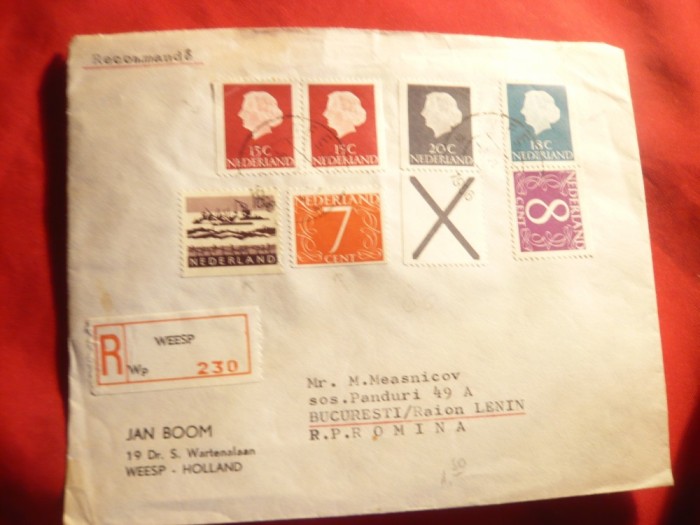 Recommandé
15C
NEDERLAND
15C
NEDERLAND
20C
NEDERLAND
18C
NEDERLAND
NEDERLAND
7
CENT
NEDERLAND
X
NEDERLAND
8
CENT
R
WEESP
Wp
230
Mr. M.Measnicov
sos.Panduri 49 A
BUCURESTI/Raion LENIN
R.P.R O M I N A
JAN BOOM
19 Dr. S. Wartenalaan
WEESP - HOLLAND